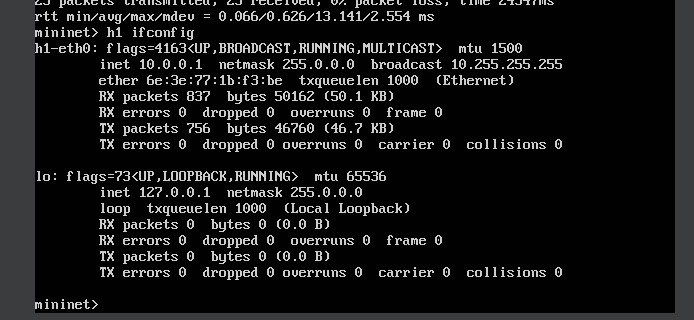 25 packets transmitted, 25 received, 0% packet loss, time 24547ms
rtt min/avg/max/mdev = 0.066/0.626/13.141/2.554 ms
mininet> h1 ifconfig
h1-eth0: flags=4163<UP,BROADCAST,RUNNING,MULTICAST>  mtu 1500
inet 10.0.0.1  netmask 255.0.0.0  broadcast 10.255.255.255
ether 6e:3e:77:1b:f3:be  txqueuelen 1000  (Ethernet)
RX packets 837  bytes 50162 (50.1 KB)
RX errors 0  dropped 0  overruns 0  frame 0
TX packets 756  bytes 46760 (46.7 KB)
TX errors 0  dropped 0 overruns 0  carrier 0  collisions 0
lo: flags=73<UP,LOOPBACK,RUNNING>  mtu 65536
inet 127.0.0.1  netmask 255.0.0.0
loop  txqueuelen 1000  (Local Loopback)
RX packets 0  bytes 0 (0.0 B)
RX errors 0  dropped 0  overruns 0  frame 0
TX packets 0  bytes 0 (0.0 B)
TX errors 0  dropped 0 overruns 0  carrier 0  collisions 0
mininet>